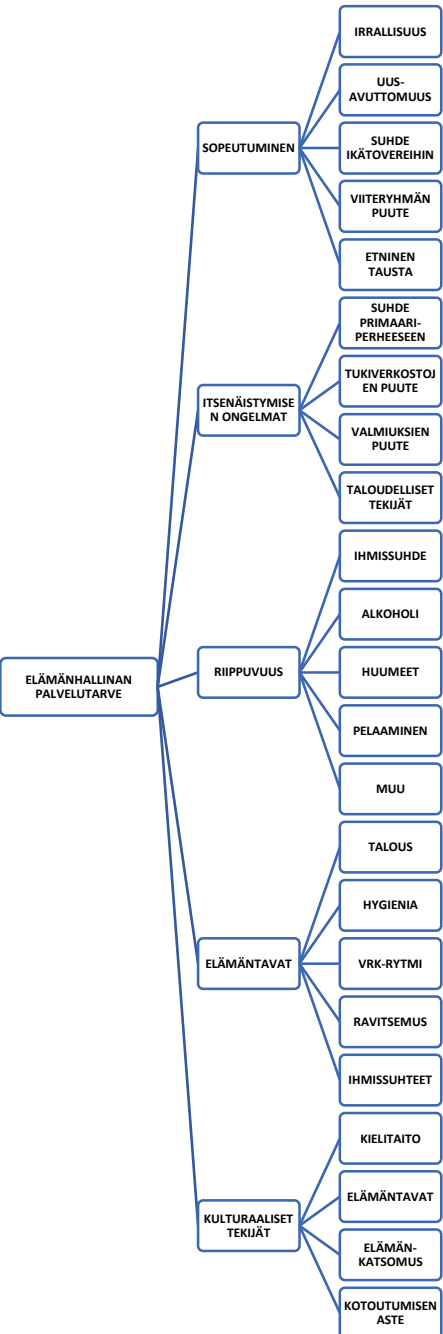 ELÄMÄNHALLINAN
PALVELUTARVE
SOPEUTUMINEN
IRRALLISUUS
UUS-
AVUTTOMUUS
SUHDE
IKÄTOVEREIHIN
VIITERYHMÄN
PUUTE
ETNINEN
TAUSTA
ITSENÄISTYMISE
N ONGELMAT
SUHDE
PRIMAARI-
PERHEESEEN
TUKIVERKOSTOJ
EN PUUTE
VALMIUKSIEN
PUUTE
TALOUDELLISET
TEKIJÄT
RIIPPUVUUS
IHMISSUHDE
ALKOHOLI
HUUMEET
PELAAMINEN
MUU
ELÄMÄNTAVAT
TALOUS
HYGIENIA
VRK-RYTMI
RAVITSEMUS
IHMISSUHTEET
KULTURAALISET
TEKIJÄT
KIELITAITO
ELÄMÄNTAVAT
ELÄMÄN-
KATSOMUS
KOTOUTUMISEN
ASTE